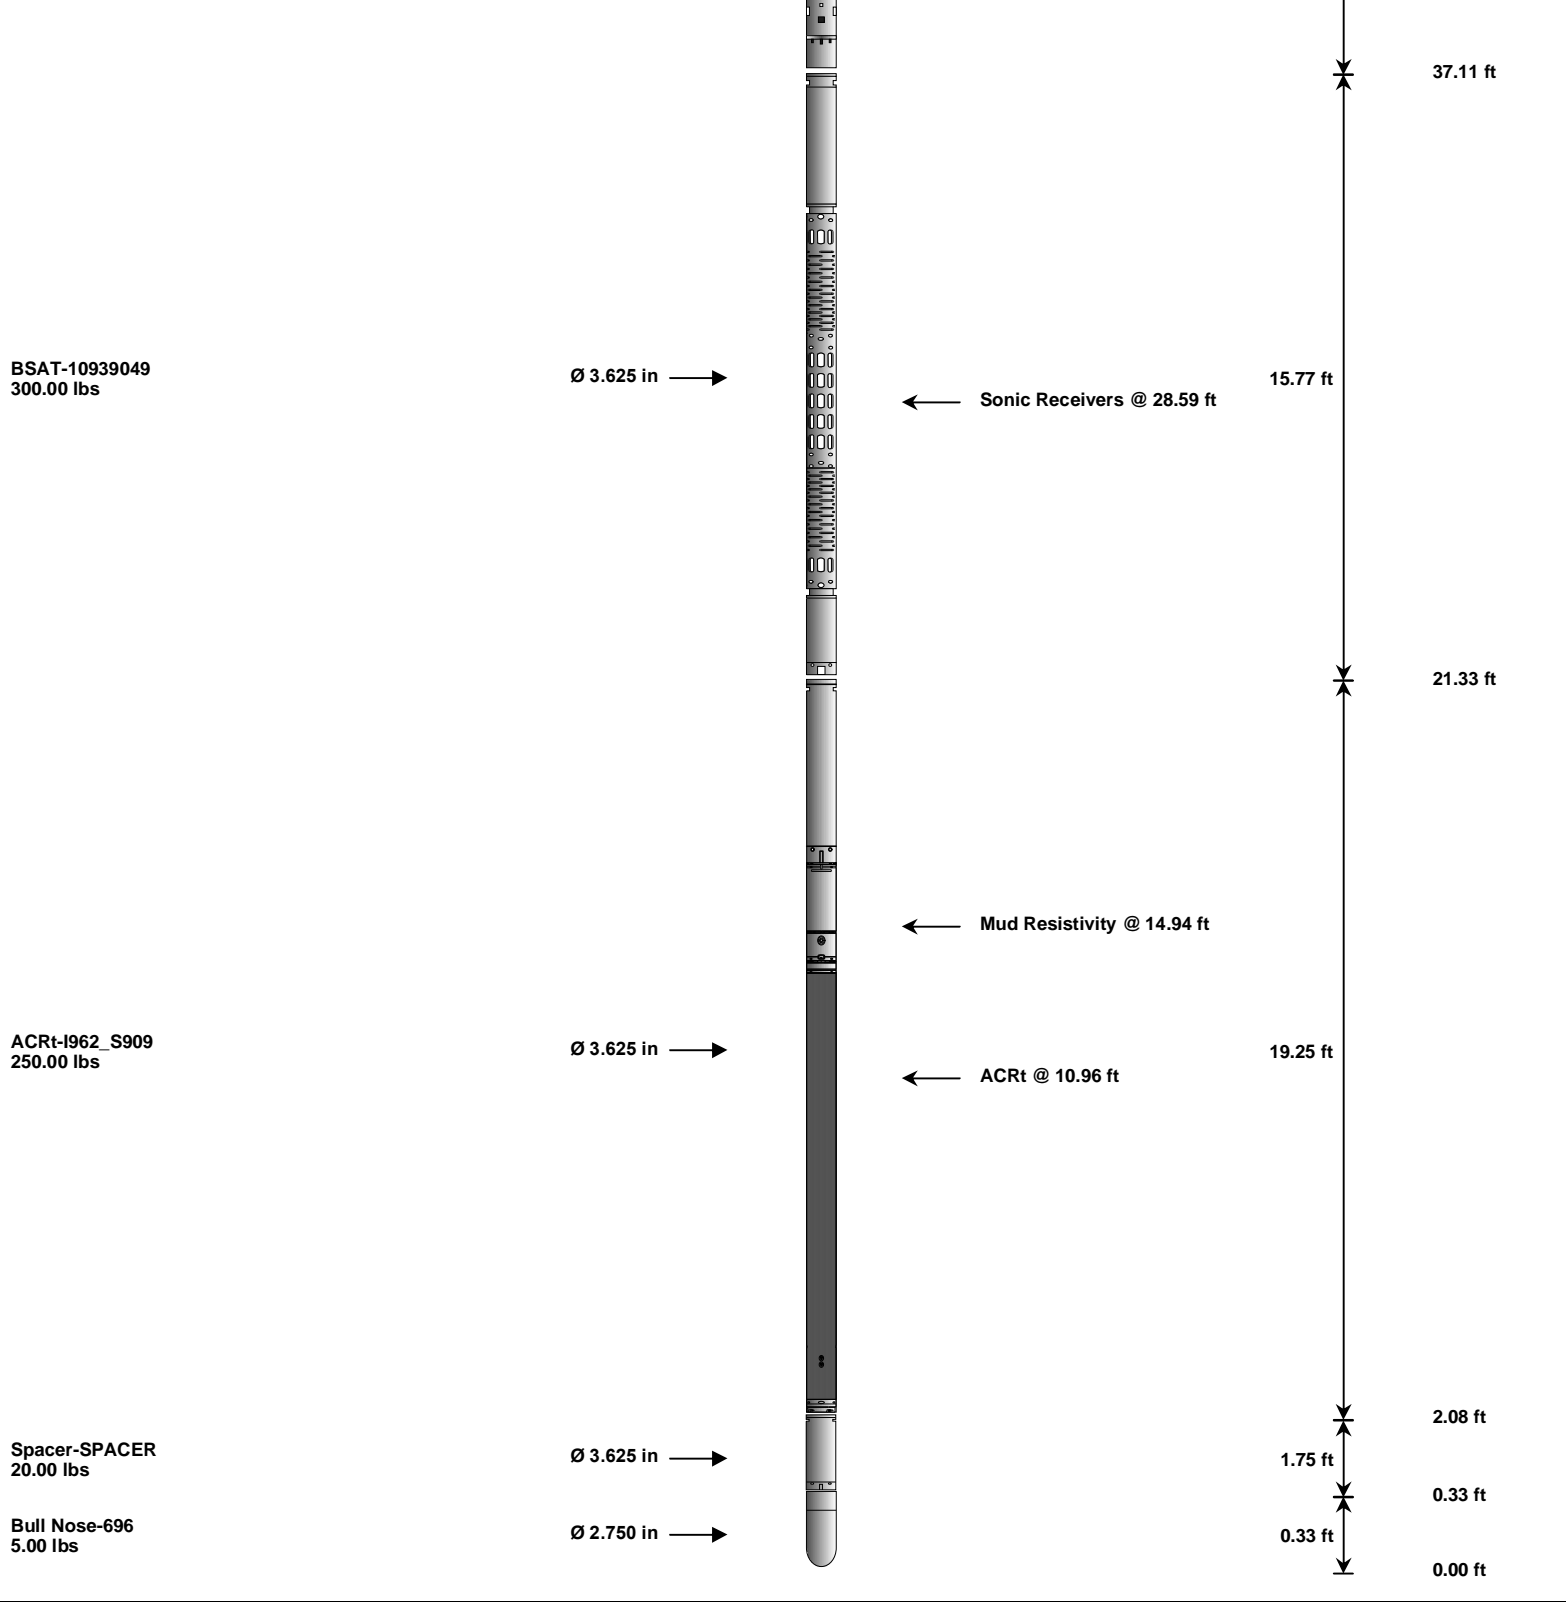 37.11 ft
BSAT-10939049
300.00 lbs
Ø 3.625 in
Sonic Receivers @ 28.59 ft
15.77 ft
21.33 ft
Mud Resistivity @ 14.94 ft
ACRt-I962_S909
250.00 lbs
Ø 3.625 in
ACRt @ 10.96 ft
19.25 ft
2.08 ft
Spacer-SPACER
20.00 lbs
Ø 3.625 in
1.75 ft
0.33 ft
Bull Nose-696
5.00 lbs
Ø 2.750 in
0.33 ft
0.00 ft